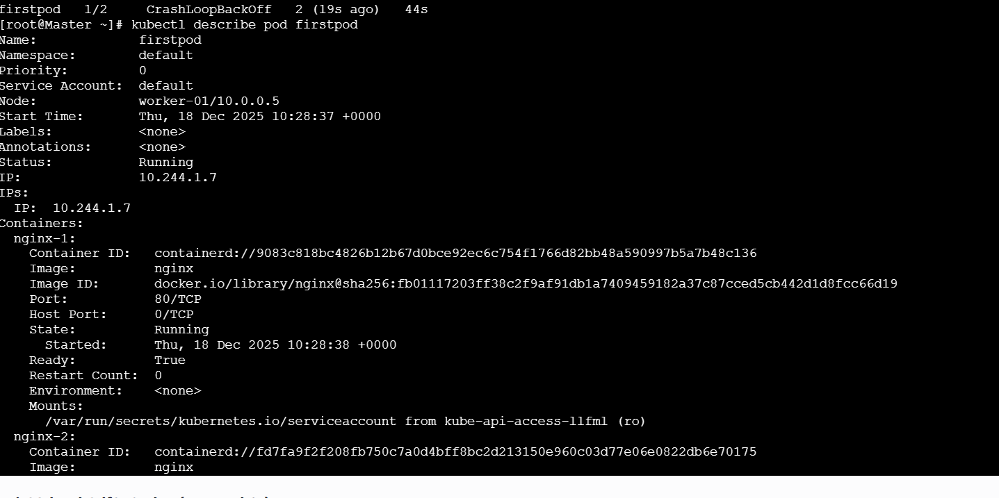 firstpod   1/2     CrashLoopBackOff   2 (19s ago)   44s
[root@Master ~]# kubectl describe pod firstpod
Name:             firstpod
Namespace:        default
Priority:         0
Service Account:  default
Node:             worker-01/10.0.0.5
Start Time:       Thu, 18 Dec 2025 10:28:37 +0000
Labels:           <none>
Annotations:      <none>
Status:           Running
IP:               10.244.1.7
IPs:
  IP:  10.244.1.7
Containers:
  nginx-1:
    Container ID:   containerd://9083c818bc4826b12b67d0bce92ec6c754f1766d82bb48a590997b5a7b48c136
    Image:          nginx
    Image ID:       docker.io/library/nginx@sha256:fb01117203ff38c2f9af91db1a7409459182a37c87cced5cb442d1d8fcc66d19
    Port:           80/TCP
    Host Port:      0/TCP
    State:          Running
      Started:      Thu, 18 Dec 2025 10:28:38 +0000
    Ready:          True
    Restart Count:  0
    Environment:    <none>
    Mounts:
      /var/run/secrets/kubernetes.io/serviceaccount from kube-api-access-llfml (ro)
  nginx-2:
    Container ID:   containerd://fd7fa9f2f208fb750c7a0d4bff8bc2d213150e960c03d77e06e0822db6e70175
    Image:          nginx